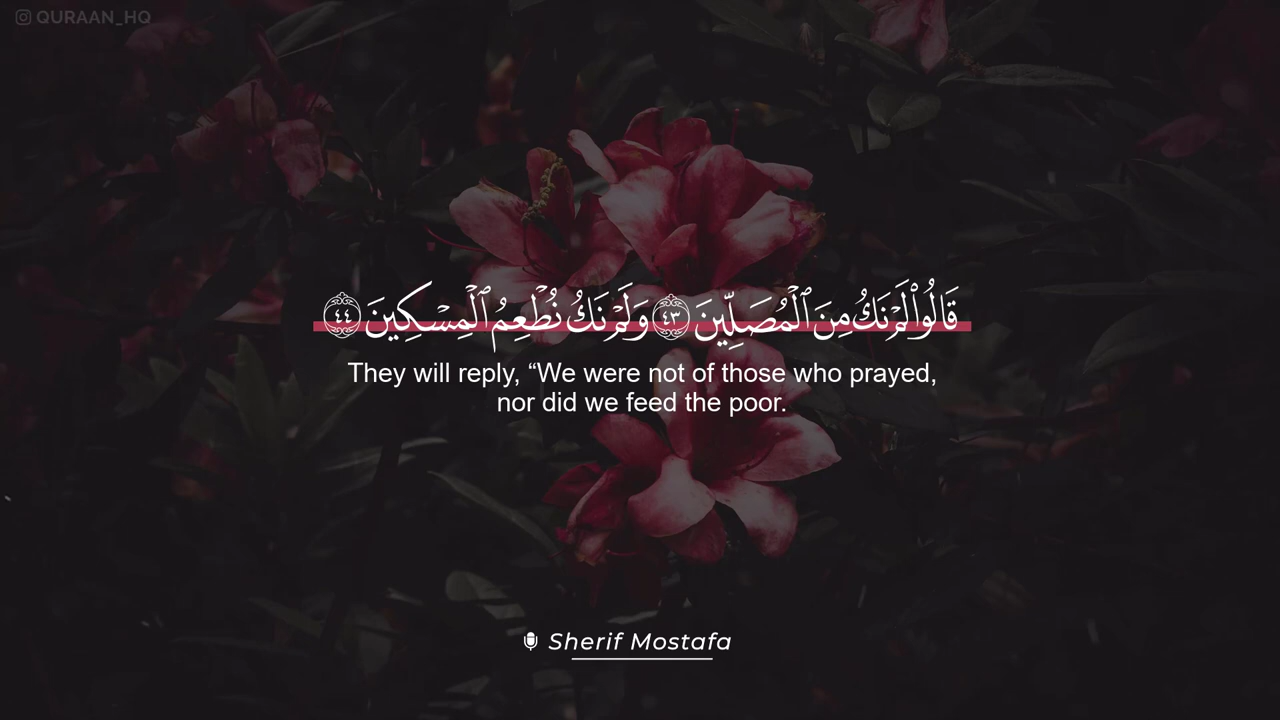 QURAAN_HQ
قَالُوا۟ لَمْ نَكُ مِنَ ٱلْمُصَلِّينَ ٤٣ وَلَمْ نَكُ نُطْعِمُ ٱلْمِسْكِينَ ٤٤
They will reply, “We were not of those who prayed,
nor did we feed the poor.
Sherif Mostafa